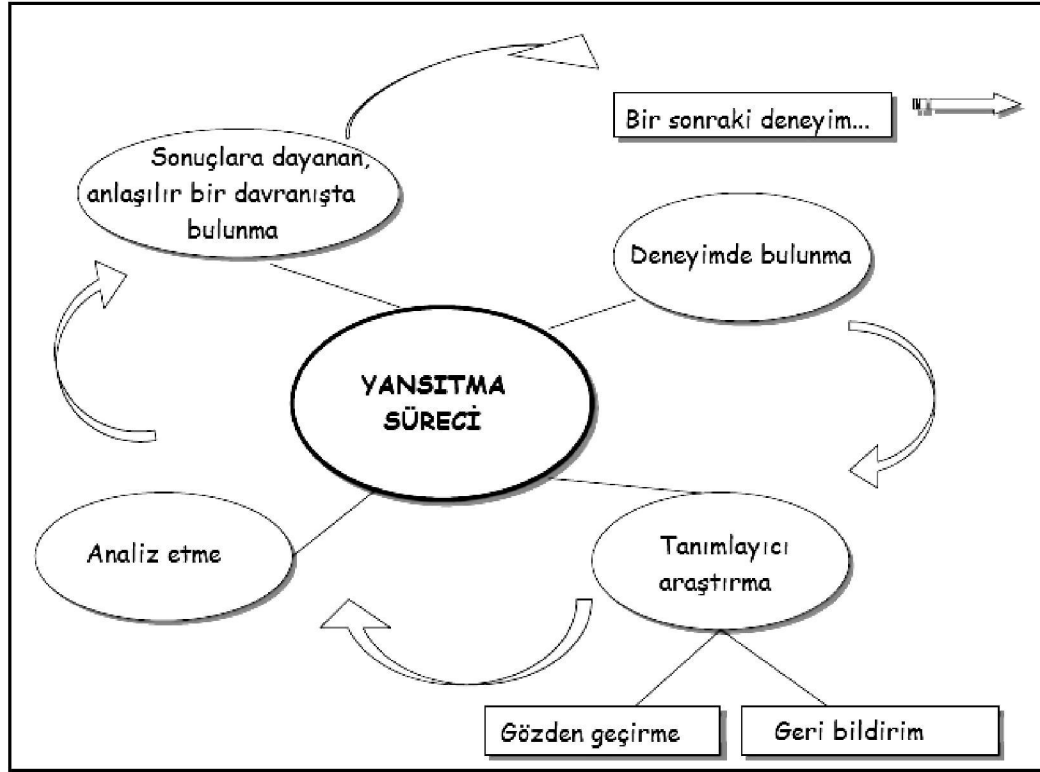 Bir sonraki deneyim...
Sonuçlara dayanan,
anlaşılır bir davranışta
bulunma
Deneyimde bulunma
YANSITMA
SÜRECİ
Analiz etme
Tanımlayıcı
araştırma
Gözden geçirme
Geri bildirim